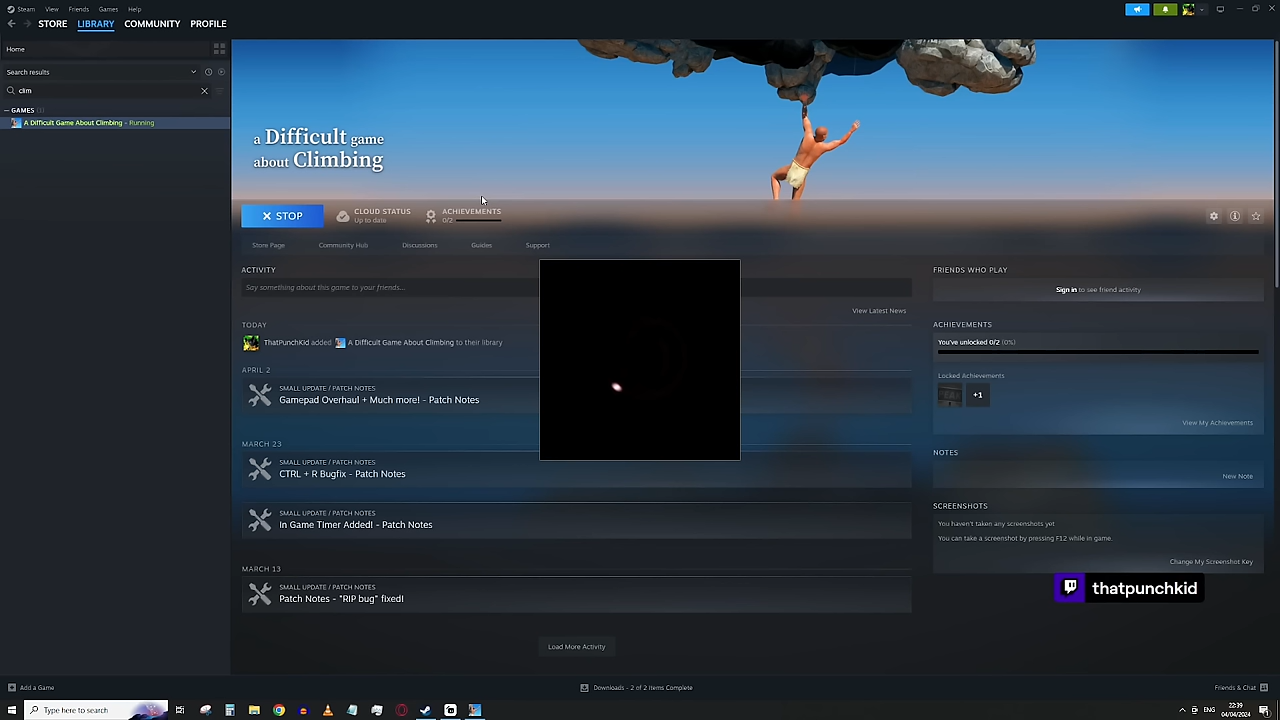 Steam View Friends Games Help
STORE LIBRARY COMMUNITY PROFILE
Home
Search results
clim
GAMES (1)
A Difficult Game About Climbing - Running
a Difficult game
about Climbing
STOP
CLOUD STATUS
Up to date
ACHIEVEMENTS
0/2
Store Page Community Hub Discussions Guides Support
ACTIVITY
Say something about this game to your friends...
View Latest News
TODAY
ThatPunchKid added A Difficult Game About Climbing to their library
APRIL 2
SMALL UPDATE / PATCH NOTES
Gamepad Overhaul + Much more! - Patch Notes
MARCH 23
SMALL UPDATE / PATCH NOTES
CTRL + R Bugfix - Patch Notes
SMALL UPDATE / PATCH NOTES
In Game Timer Added! - Patch Notes
MARCH 13
SMALL UPDATE / PATCH NOTES
Patch Notes - "RIP bug" fixed!
Load More Activity
FRIENDS WHO PLAY
Sign in to see friend activity
ACHIEVEMENTS
You've unlocked 0/2 (0%)
Locked Achievements
+1
View My Achievements
NOTES
New Note
SCREENSHOTS
You haven't taken any screenshots yet
You can take a screenshot by pressing F12 while in game.
Change My Screenshot Key
thatpunchkid
Add a Game
Downloads - 2 of 2 Items Complete
Friends & Chat
Type here to search
ENG
22:39
04/04/2024